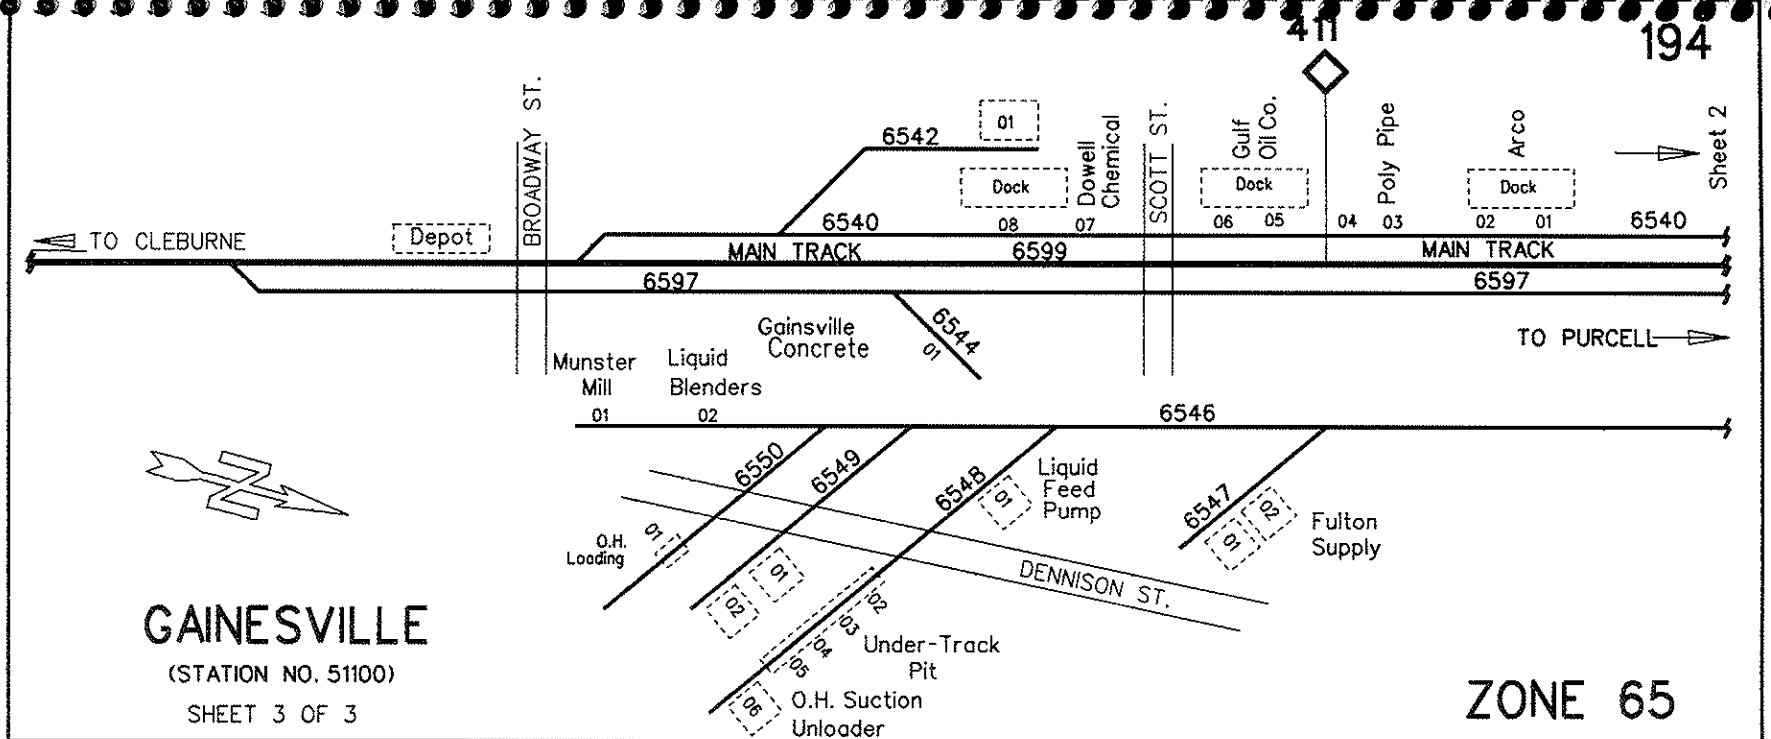 411
194
BROADWAY ST.
6542
01
Dowell
Chemical
SCOTT ST.
Gulf
Oil Co.
Poly Pipe
Arco
Sheet 2
Dock
Dock
Dock
TO CLEBURNE
Depot
6540
08
07
06
05
04
03
02
01
6540
MAIN TRACK
6599
MAIN TRACK
6597
6597
Gainsville
Concrete
6544
01
TO PURCELL
Munster
Mill
01
Liquid
Blenders
02
6546
6550
6549
6548
6547
01
Liquid
Feed
Pump
01
02
Fulton
Supply
O.H.
Loading
01
01
02
DENNISON ST.
02
03
04
05
06
Under-Track
Pit
O.H. Suction
Unloader
GAINESVILLE
(STATION NO. 51100)
SHEET 3 OF 3
N
ZONE 65